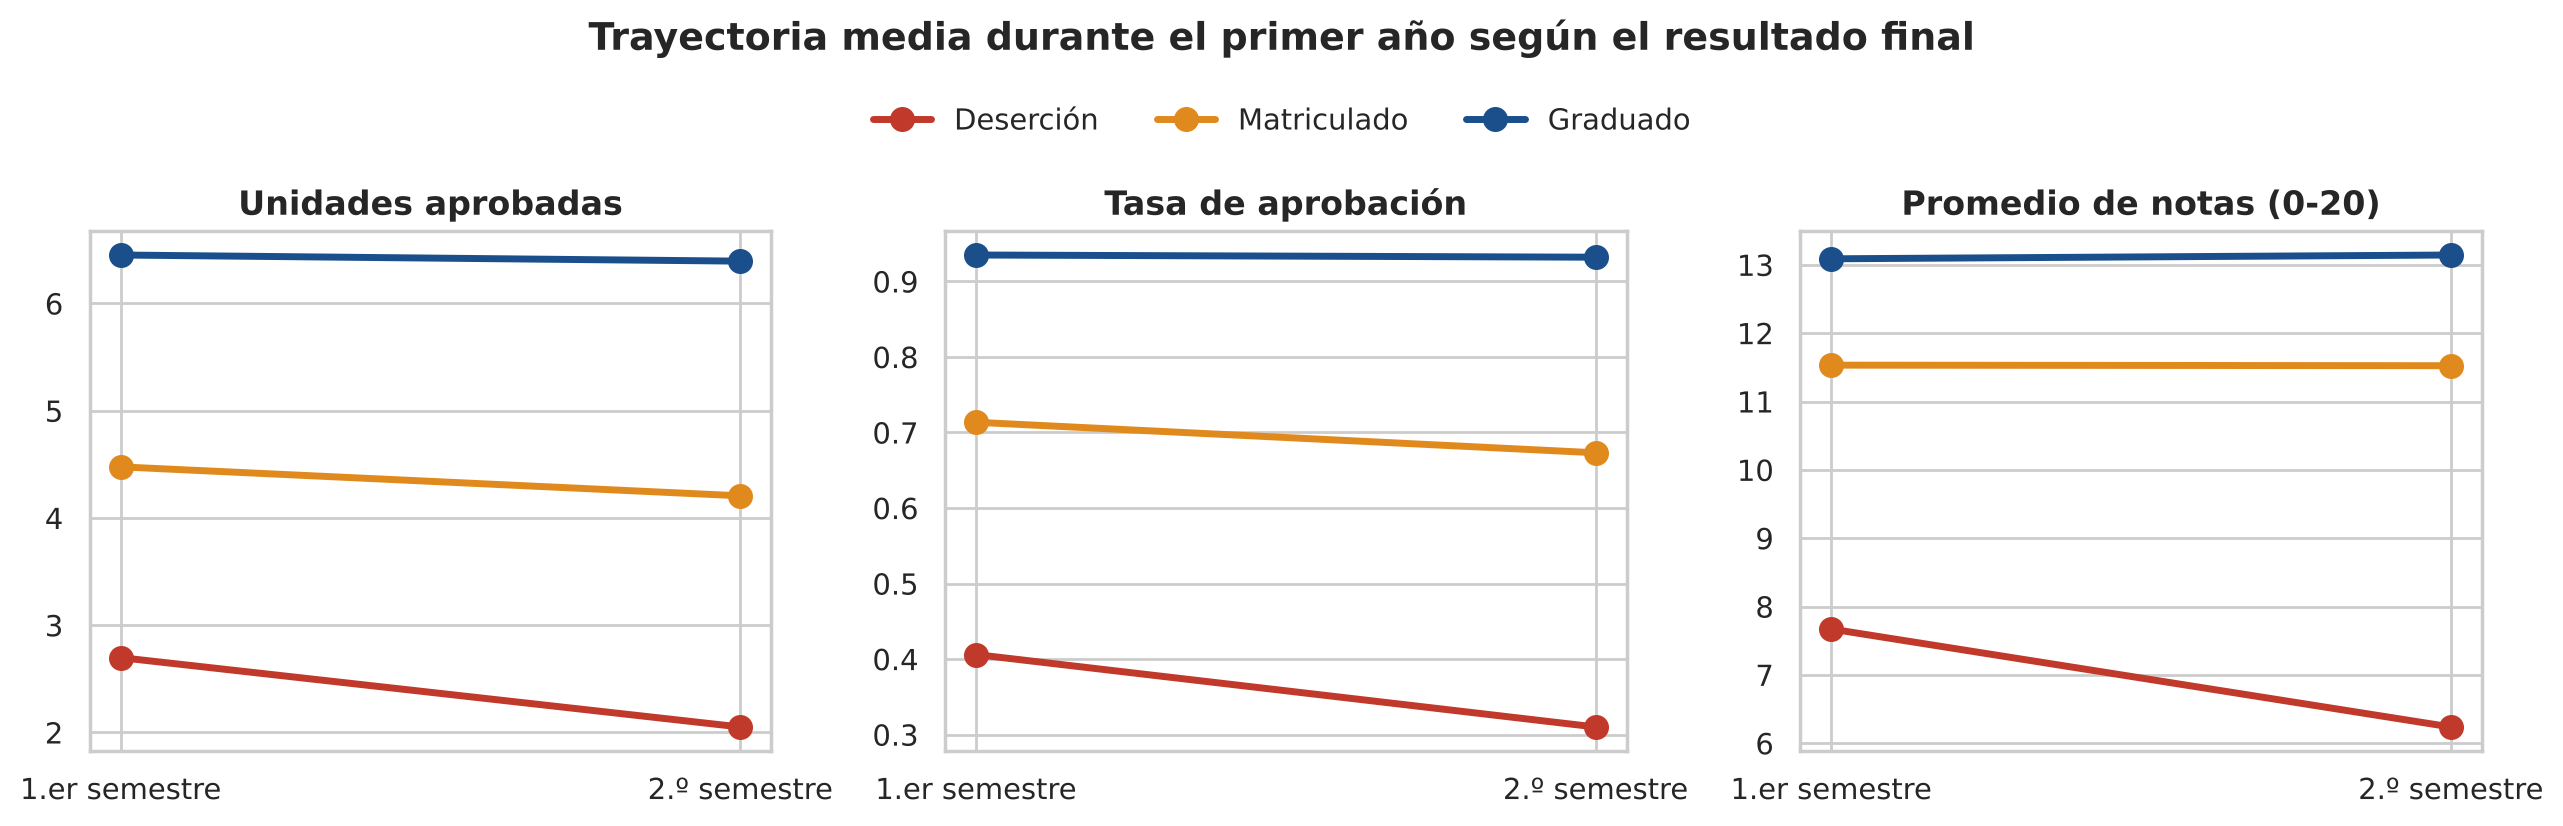 Trayectoria media durante el primer año según el resultado final
Deserción Matriculado Graduado
Unidades aprobadas
6
5
4
3
2
1.er semestre 2.º semestre
Tasa de aprobación
0.9
0.8
0.7
0.6
0.5
0.4
0.3
1.er semestre 2.º semestre
Promedio de notas (0-20)
13
12
11
10
9
8
7
6
1.er semestre 2.º semestre